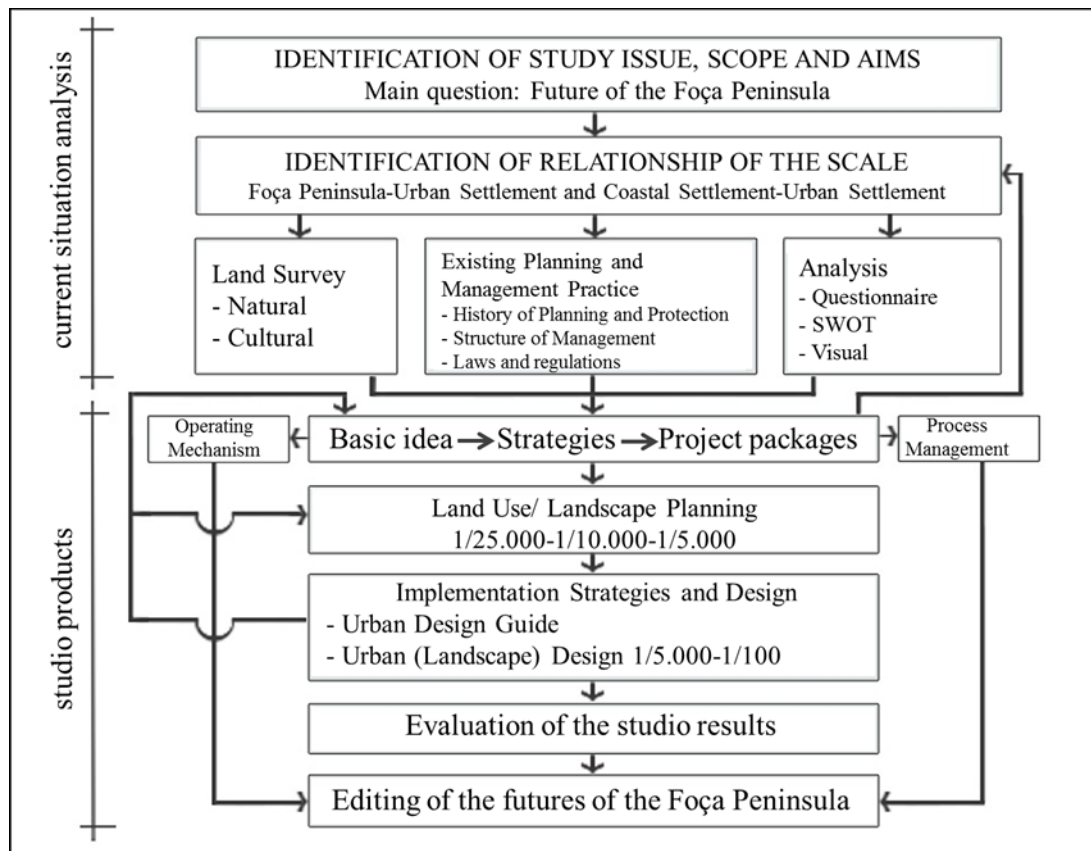 current situation analysis
IDENTIFICATION OF STUDY ISSUE, SCOPE AND AIMS
Main question: Future of the Foça Peninsula
IDENTIFICATION OF RELATIONSHIP OF THE SCALE
Foça Peninsula-Urban Settlement and Coastal Settlement-Urban Settlement
Land Survey
- Natural
- Cultural
Existing Planning and
Management Practice
- History of Planning and Protection
- Structure of Management
- Laws and regulations
Analysis
- Questionnaire
- SWOT
- Visual
studio products
Operating
Mechanism
Basic idea → Strategies → Project packages
Process
Management
Land Use/ Landscape Planning
1/25.000-1/10.000-1/5.000
Implementation Strategies and Design
- Urban Design Guide
- Urban (Landscape) Design 1/5.000-1/100
Evaluation of the studio results
Editing of the futures of the Foça Peninsula